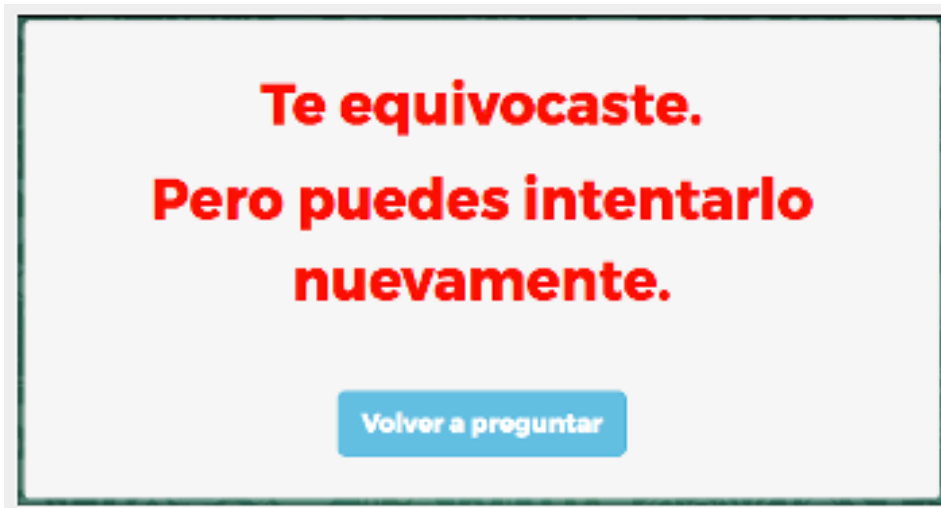 Te equivocaste.
Pero puedes intentarlo
nuevamente.
Volver a preguntar